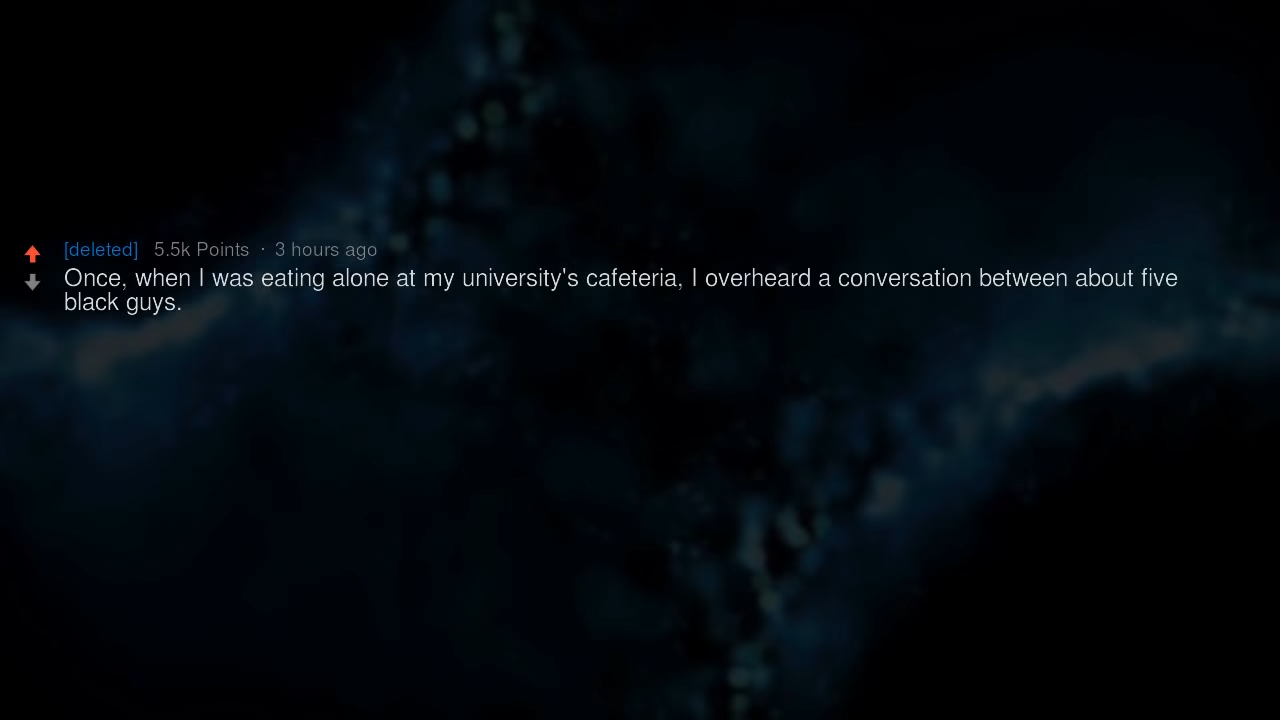 [deleted] 5.5k Points · 3 hours ago
Once, when I was eating alone at my university's cafeteria, I overheard a conversation between about five
black guys.